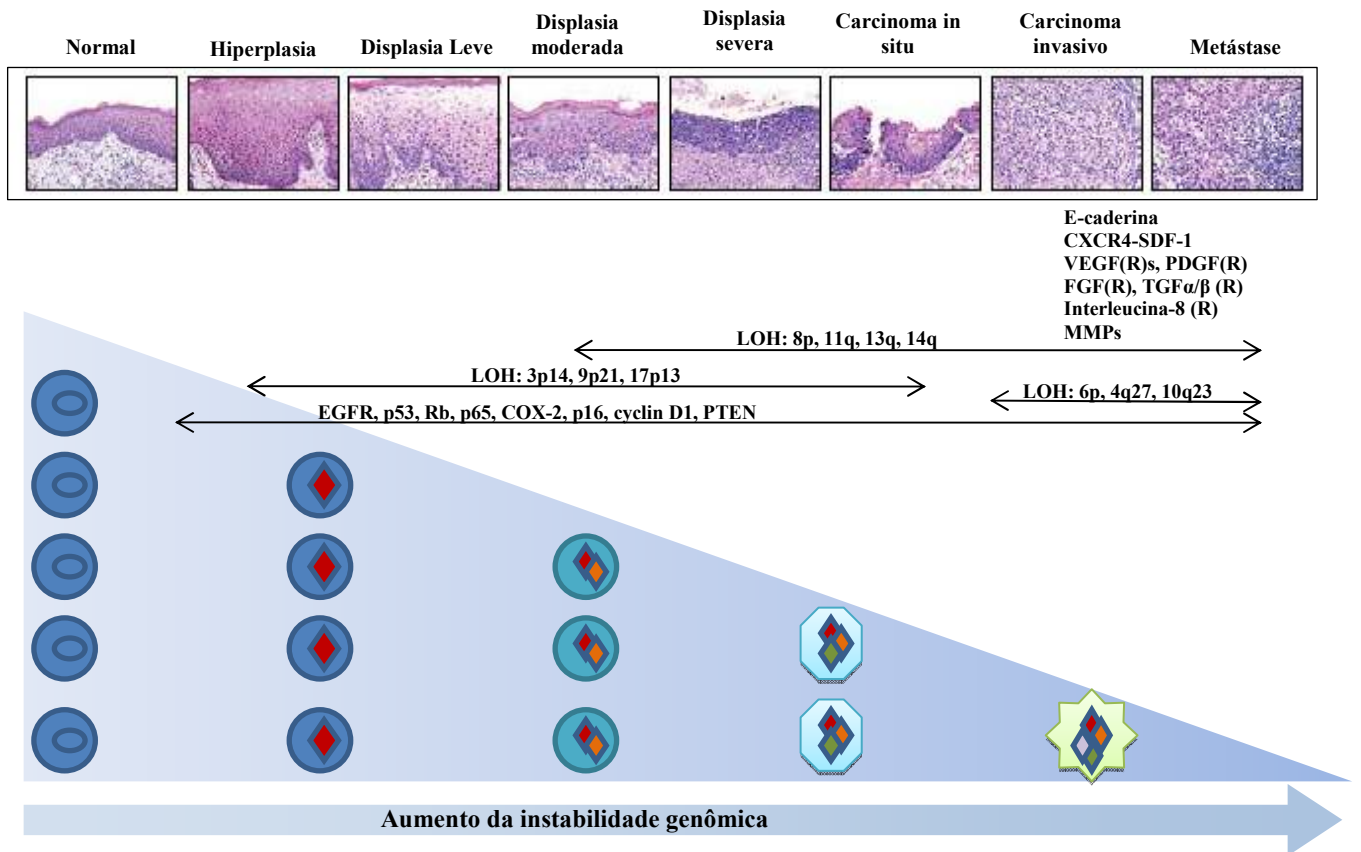 Normal
Hiperplasia
Displasia Leve
Displasia
moderada
Displasia
severa
Carcinoma in
situ
Carcinoma
invasivo
Metástase
E-caderina
CXCR4-SDF-1
VEGF(R)s, PDGF(R)
FGF(R), TGFα/β (R)
Interleucina-8 (R)
MMPs
LOH: 8p, 11q, 13q, 14q
LOH: 3p14, 9p21, 17p13
LOH: 6p, 4q27, 10q23
EGFR, p53, Rb, p65, COX-2, p16, cyclin D1, PTEN
Aumento da instabilidade genômica